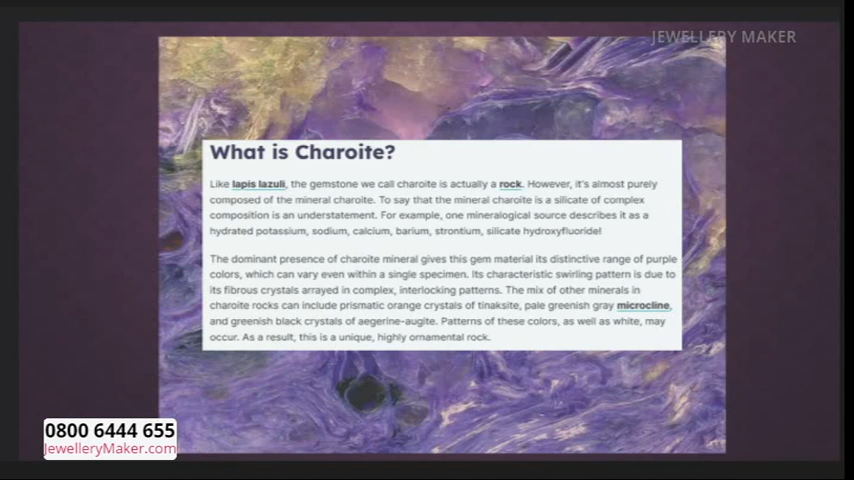 JEWELLERY MAKER
What is Charoite?
Like lapis lazuli, the gemstone we call charoite is actually a rock. However, it's almost purely
composed of the mineral charoite. To say that the mineral charoite is a silicate of complex
composition is an understatement. For example, one mineralogical source describes it as a
hydrated potassium, sodium, calcium, barium, strontium, silicate hydroxyfluoride!
The dominant presence of charoite mineral gives this gem material its distinctive range of purple
colors, which can vary even within a single specimen. Its characteristic swirling pattern is due to
its fibrous crystals arrayed in complex, interlocking patterns. The mix of other minerals in
charoite rocks can include prismatic orange crystals of tinaksite, pale greenish gray microcline,
and greenish black crystals of aegerine-augite. Patterns of these colors, as well as white, may
occur. As a result, this is a unique, highly ornamental rock.
0800 6444 655
JewelleryMaker.com